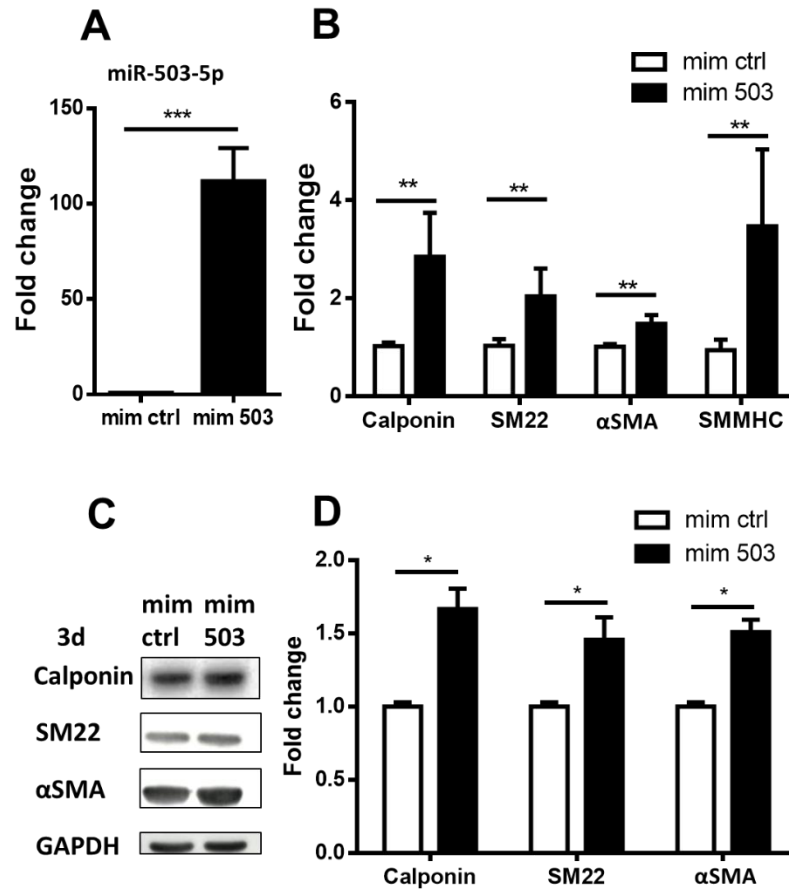 A
miR-503-5p
Fold change
150
100
50
0
***
mim ctrl mim 503
B
mim ctrl
mim 503
Fold change
6
4
2
0
**
**
**
**
Calponin SM22 αSMA SMMHC
C
3d
mim mim
ctrl 503
Calponin
SM22
αSMA
GAPDH
D
mim ctrl
mim 503
Fold change
2.0
1.5
1.0
0.5
0.0
*
*
*
Calponin SM22 αSMA